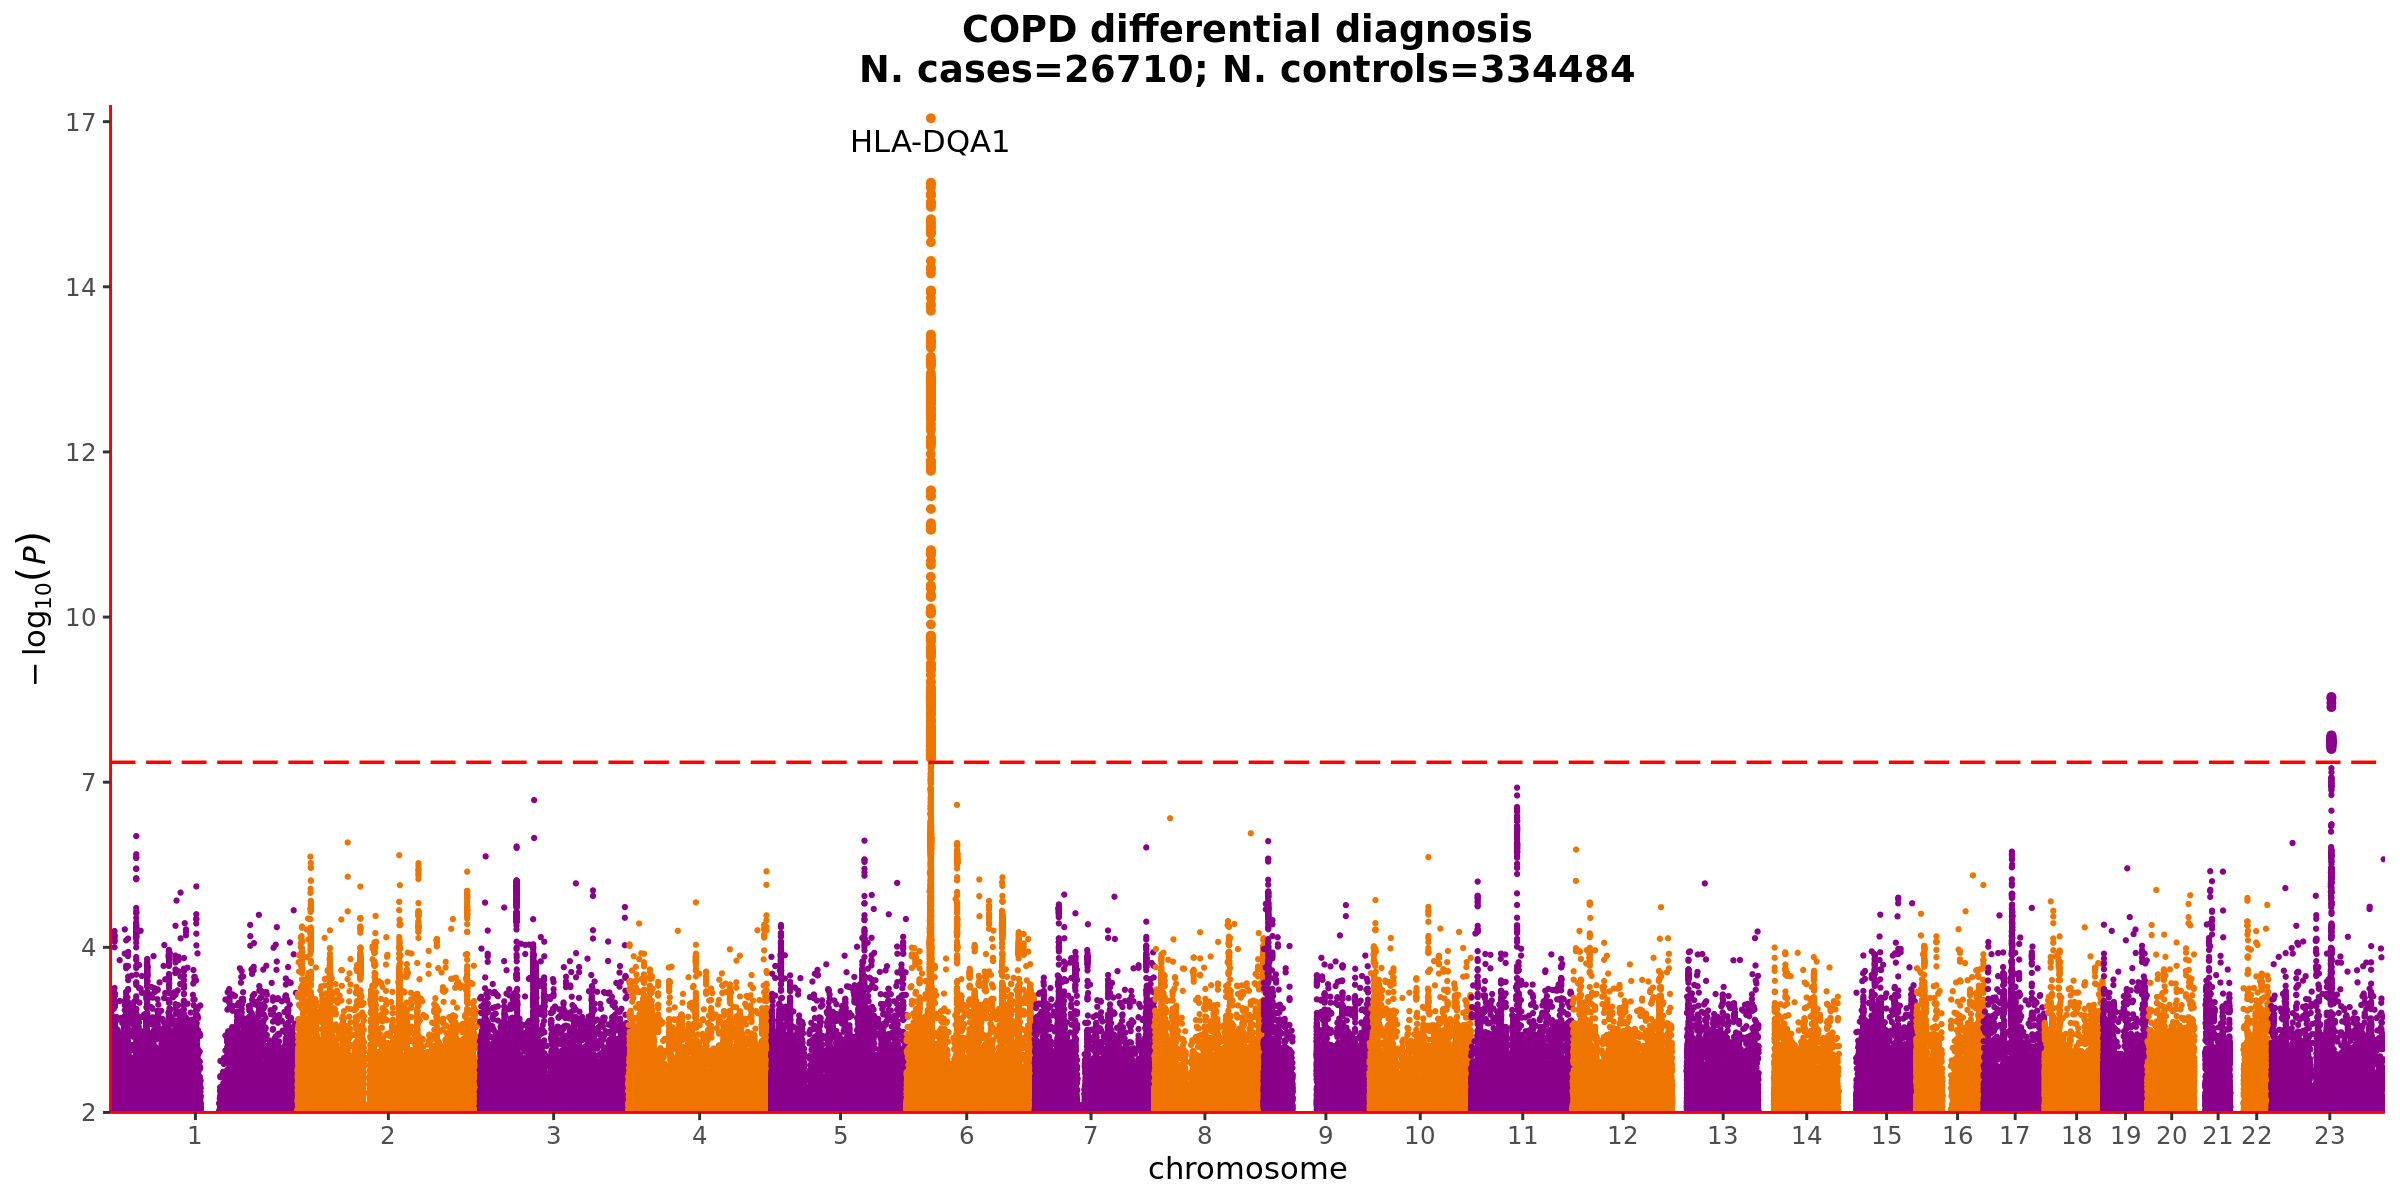 COPD differential diagnosis
N. cases=26710; N. controls=334484
17
HLA-DQA1
14
12
10
− log10(P)
7
4
2
1 2 3 4 5 6 7 8 9 10 11 12 13 14 15 16 17 18 19 20 21 22 23
chromosome